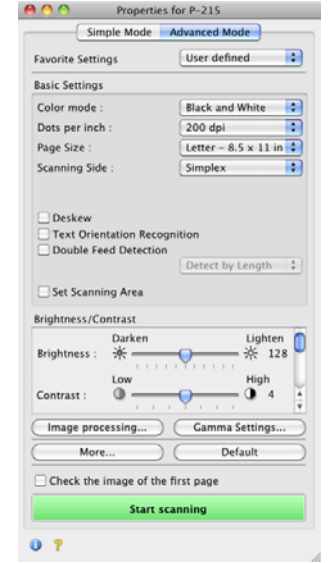 Properties for P-215
Simple Mode Advanced Mode
Favorite Settings User defined
Basic Settings
Color mode : Black and White
Dots per inch : 200 dpi
Page Size : Letter - 8.5 x 11 in
Scanning Side : Simplex
Deskew
Text Orientation Recognition
Double Feed Detection
Detect by Length
Set Scanning Area
Brightness/Contrast
Darken Lighten
Brightness : 128
Low High
Contrast : 4
Image processing... Gamma Settings...
More... Default
Check the image of the first page
Start scanning